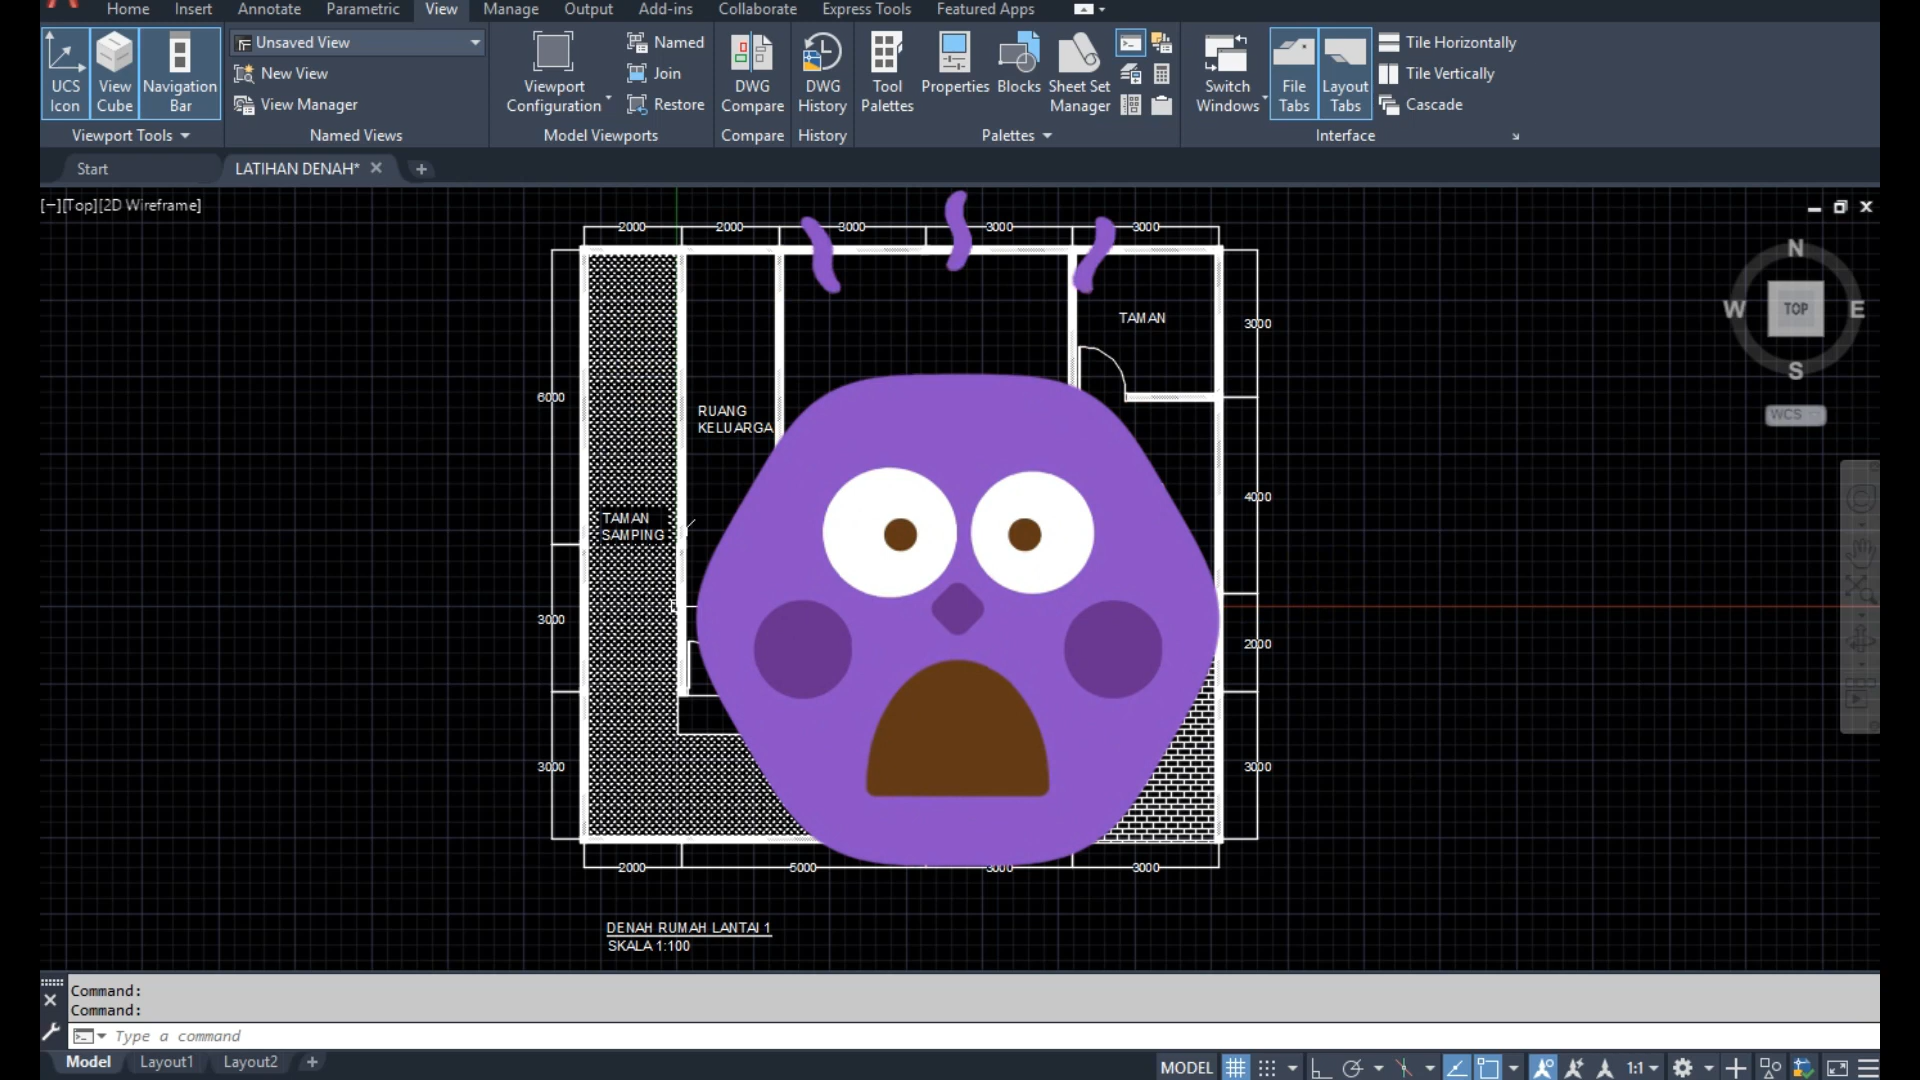 Home Insert Annotate Parametric View Manage Output Add-ins Collaborate Express Tools Featured Apps
UCS Icon
View Cube
Navigation Bar
Unsaved View
New View
View Manager
Viewport Configuration
Named
Join
Restore
DWG Compare
DWG History
Tool Palettes
Properties
Blocks
Sheet Set Manager
Switch Windows
File Tabs
Layout Tabs
Tile Horizontally
Tile Vertically
Cascade
Viewport Tools Named Views Model Viewports Compare History Palettes Interface
Start LATIHAN DENAH*
[−][Top][2D Wireframe]
2000 2000 3000 3000 3000
N
W TOP E
S
WCS
TAMAN
3000
6000
RUANG
KELUARGA
4000
TAMAN
SAMPING
3000
2000
3000
3000
2000 5000 3000 3000
DENAH RUMAH LANTAI 1
SKALA 1:100
Command:
Command:
Type a command
Model Layout1 Layout2
MODEL 1:1